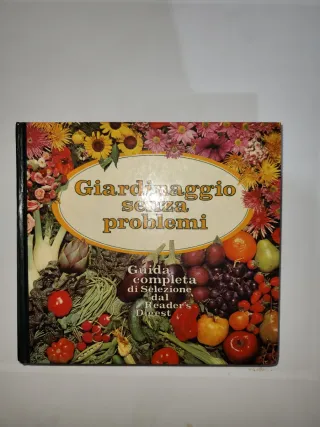 Giardinaggio
senza
problemi
Guida
completa
di Selezione
dal
Reader's
Digest